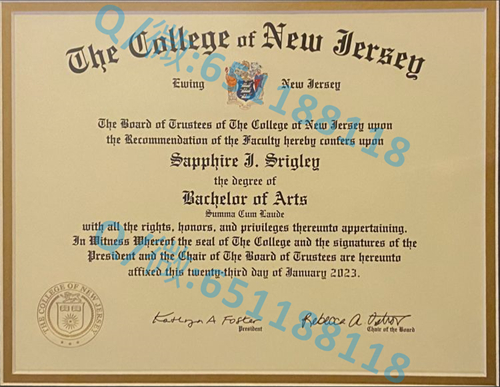 The College of New Jersey
Ewing New Jersey
The Board of Trustees of The College of New Jersey upon
the Recommendation of the Faculty hereby confers upon
Sapphire J. Srigley
the degree of
Bachelor of Arts
Summa Cum Laude
with all the rights, honors, and privileges thereunto appertaining.
In Witness Whereof the seal of The College and the signatures of the
President and the Chair of The Board of Trustees are hereunto
affixed this twenty-third day of January 2023.
Kathryn A Foster
Rebecca A.
President
Chair of the Board
THE COLLEGE OF NEW JERSEY
Q/微:651188118
Q/微:651188118